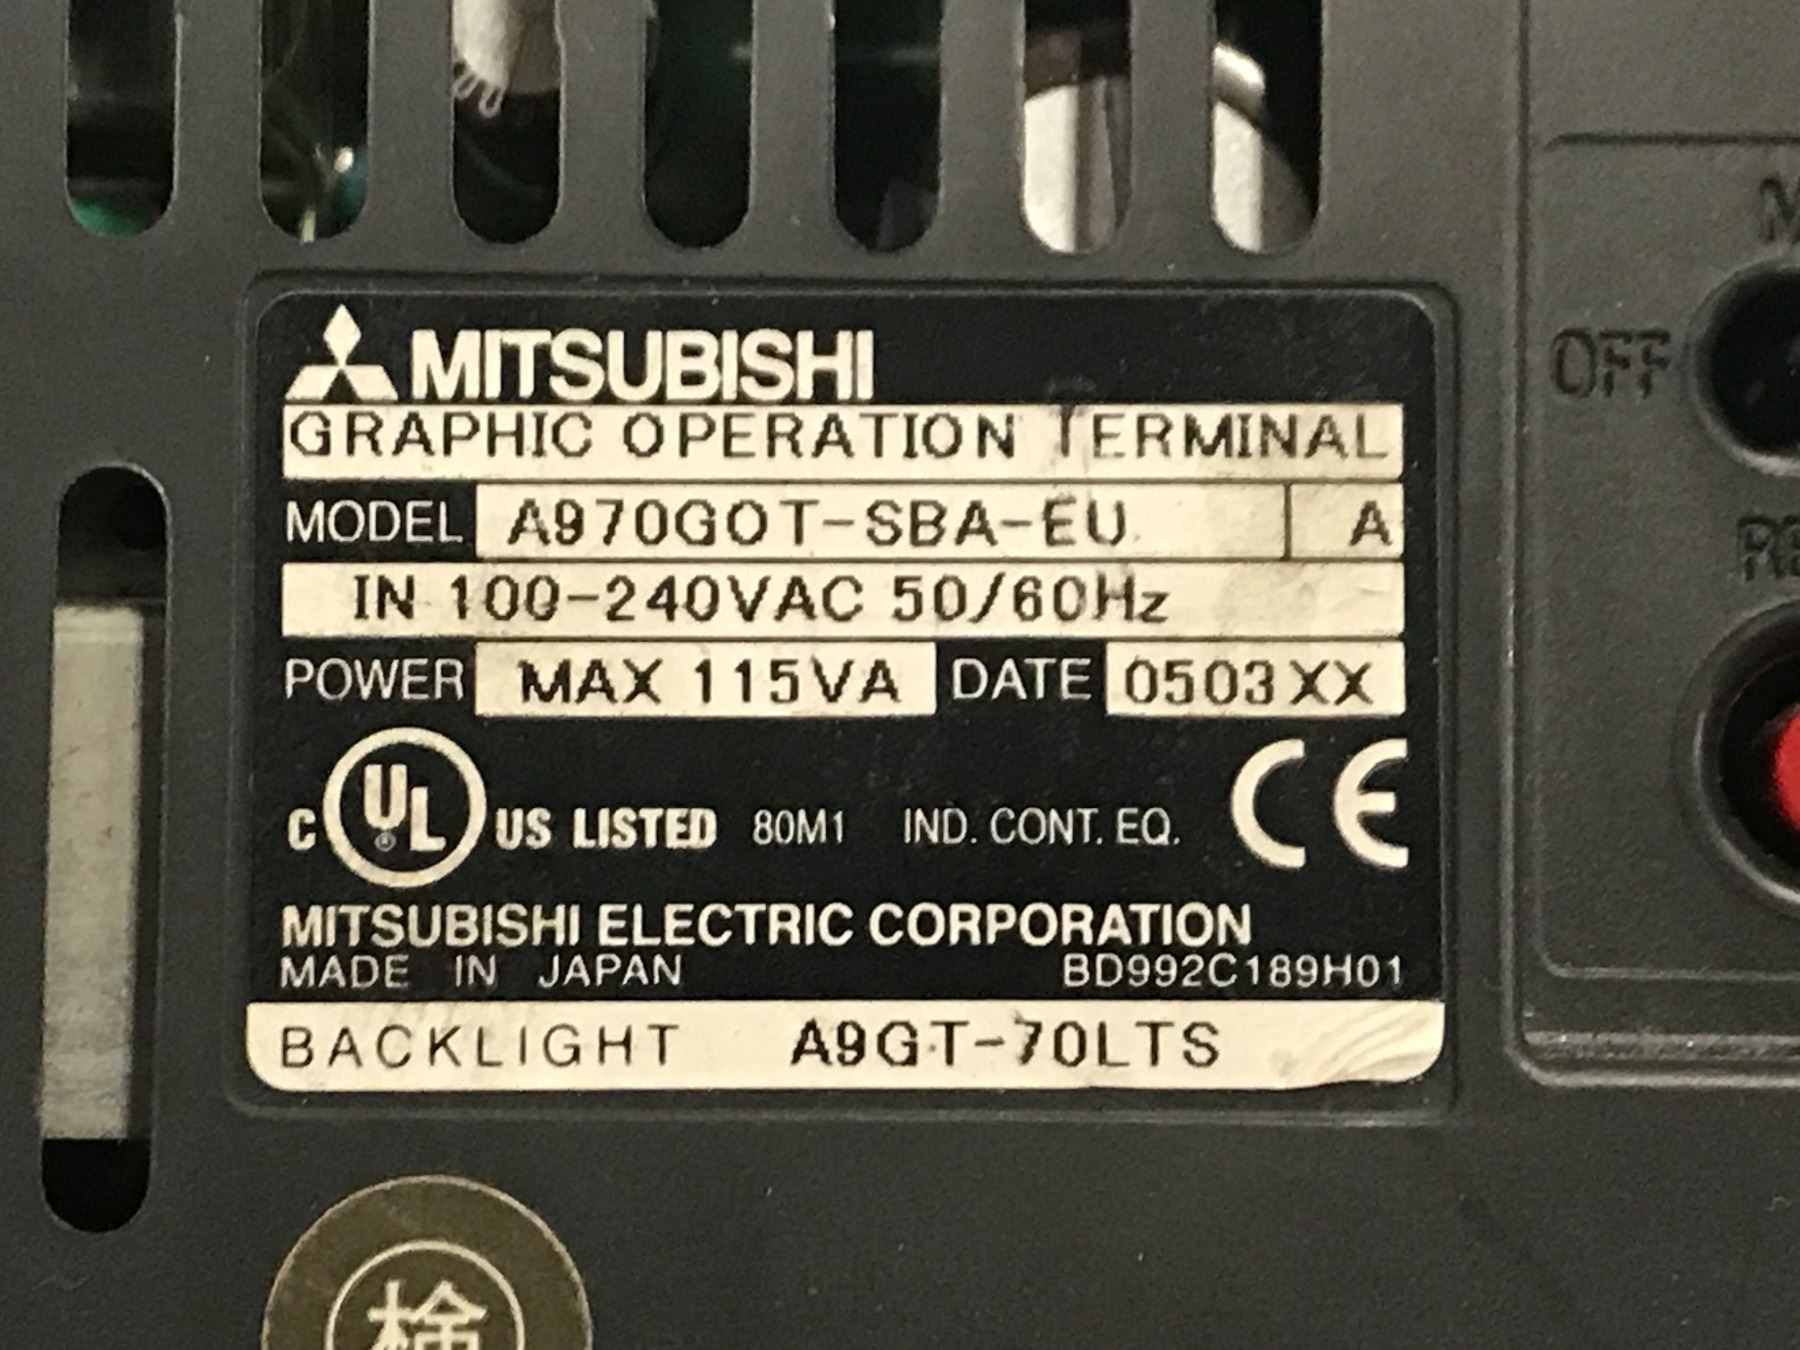 MITSUBISHI
GRAPHIC OPERATION TERMINAL
MODEL A970GOT-SBA-EU A
IN 100-240VAC 50/60Hz
POWER MAX 115VA DATE 0503XX
C UL ® US LISTED 80M1 IND. CONT. EQ. CE
MITSUBISHI ELECTRIC CORPORATION
MADE IN JAPAN BD992C189H01
BACKLIGHT A9GT-70LTS
OFF
検